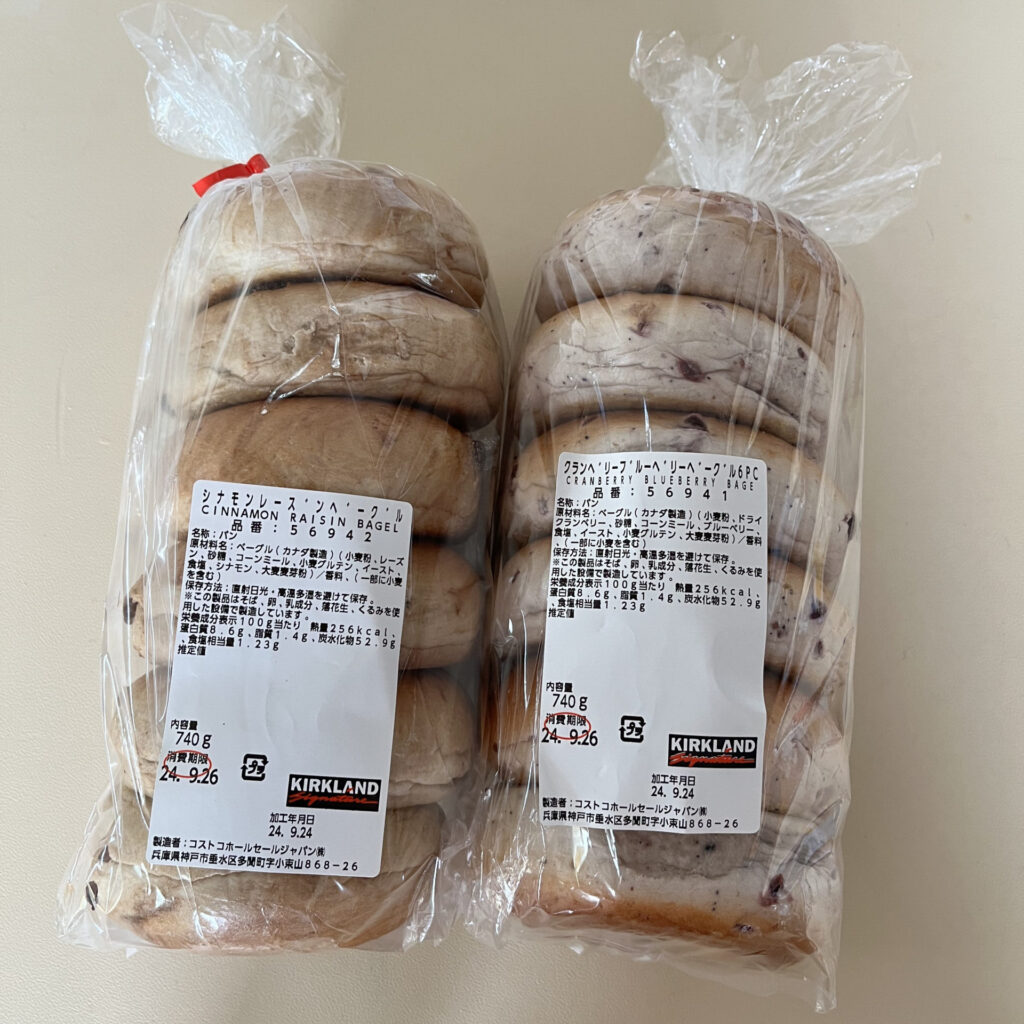 シナモンレーズンベーグル
CINNAMON RAISIN BAGEL
品番：56942
名称：パン
原材料名：ベーグル（カナダ製造）（小麦粉、レーズ
ン、砂糖、コーンミール、小麦グルテン、イースト、
食塩、シナモン、大麦麦芽粉）／香料、（一部に小麦
を含む）
保存方法：直射日光・高温多湿を避けて保存。
※この製品はそば、卵、乳成分、落花生、くるみを使
用した設備で製造しています。
栄養成分表示100g当たり 熱量256kcal、
蛋白質8.6g、脂質1.4g、炭水化物52.9g
、食塩相当量1.23g
推定値
内容量
740g
消費期限
24. 9.26
プラ
KIRKLAND
Signature
加工年月日
24. 9.24
製造者：コストコホールセールジャパン㈱
兵庫県神戸市垂水区多聞町字小束山868－26
クランベリーブルーベリーベーグル6PC
CRANBERRY BLUEBERRY BAGE
品番：56941
名称：パン
原材料名：ベーグル（カナダ製造）（小麦粉、ドライ
クランベリー、砂糖、コーンミール、ブルーベリー、
食塩、イースト、小麦グルテン、大麦麦芽粉）／香料
、（一部に小麦を含む）
保存方法：直射日光・高温多湿を避けて保存。
※この製品はそば、卵、乳成分、落花生、くるみを使
用した設備で製造しています。
栄養成分表示100g当たり 熱量256kcal、
蛋白質8.6g、脂質1.4g、炭水化物52.9g
、食塩相当量1.23g
推定値
内容量
740g
消費期限
24. 9.26
プラ
KIRKLAND
Signature
加工年月日
24. 9.24
製造者：コストコホールセールジャパン㈱
兵庫県神戸市垂水区多聞町字小束山868－26